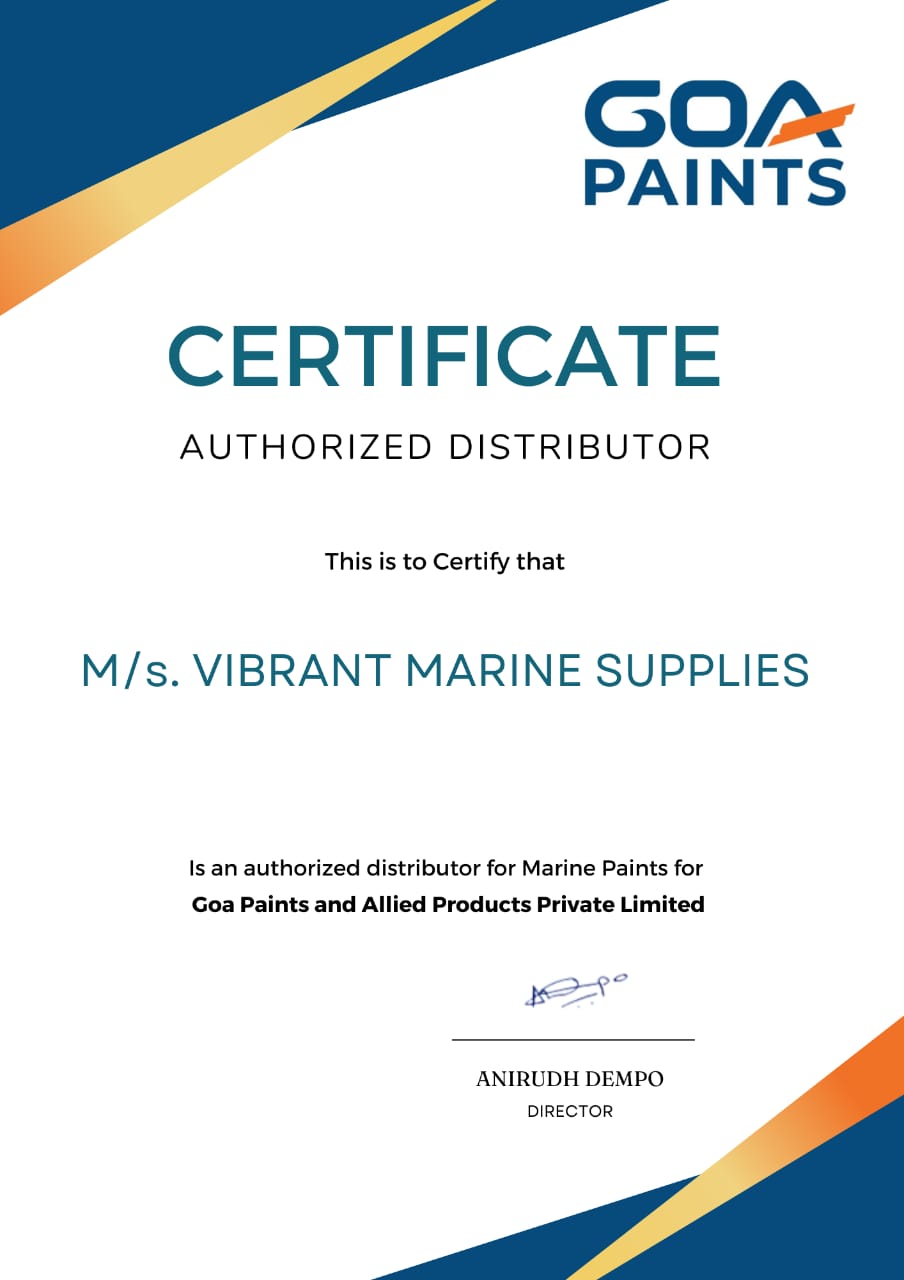 GOA
PAINTS
CERTIFICATE
AUTHORIZED DISTRIBUTOR
This is to Certify that
M/s. VIBRANT MARINE SUPPLIES
Is an authorized distributor for Marine Paints for
Goa Paints and Allied Products Private Limited
ADempo
ANIRUDH DEMPO
DIRECTOR